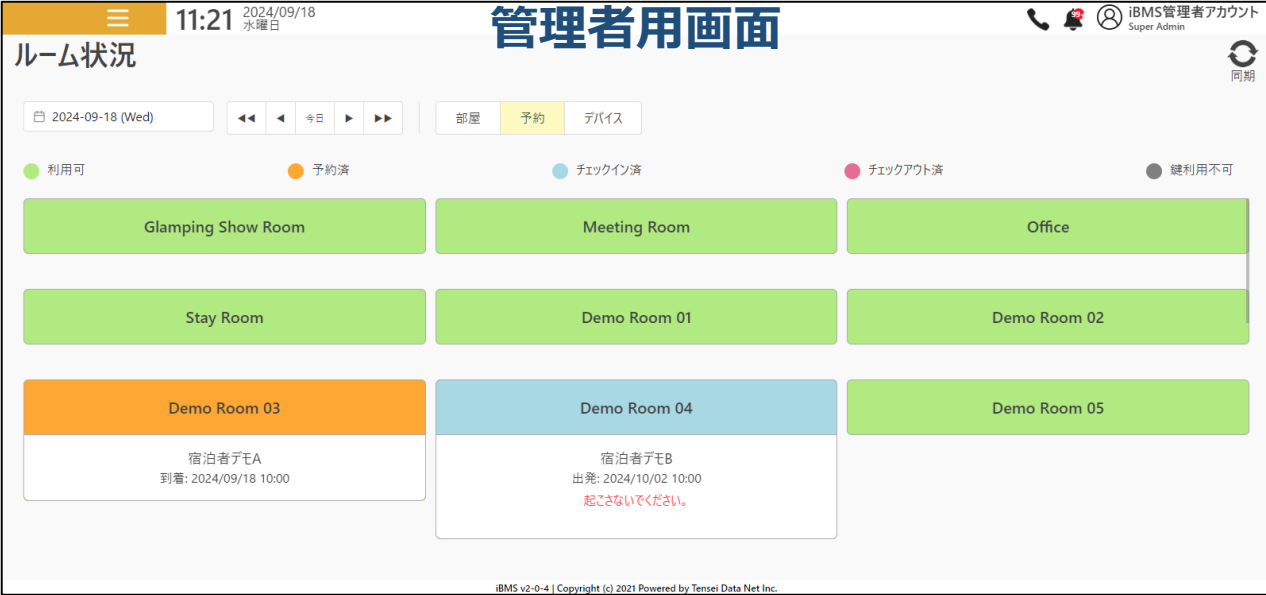 11:21 2024/09/18
水曜日
管理者用画面
99+
iBMS管理者アカウント
Super Admin
ルーム状況
同期
2024-09-18 (Wed)
今日
部屋 予約 デバイス
利用可 予約済 チェックイン済 チェックアウト済 鍵利用不可
Glamping Show Room Meeting Room Office
Stay Room Demo Room 01 Demo Room 02
Demo Room 03 Demo Room 04 Demo Room 05
宿泊者デモA
到着: 2024/09/18 10:00
宿泊者デモB
出発: 2024/10/02 10:00
起こさないでください。
iBMS v2-0-4 | Copyright (c) 2021 Powered by Tensei Data Net Inc.